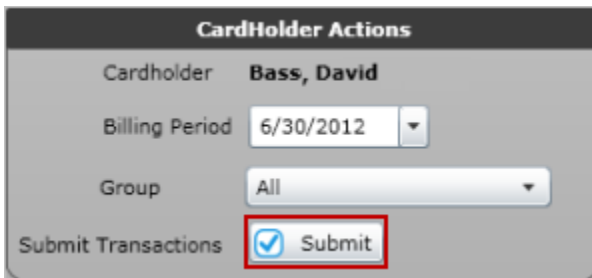 CardHolder Actions
Cardholder Bass, David
Billing Period 6/30/2012
Group All
Submit Transactions Submit